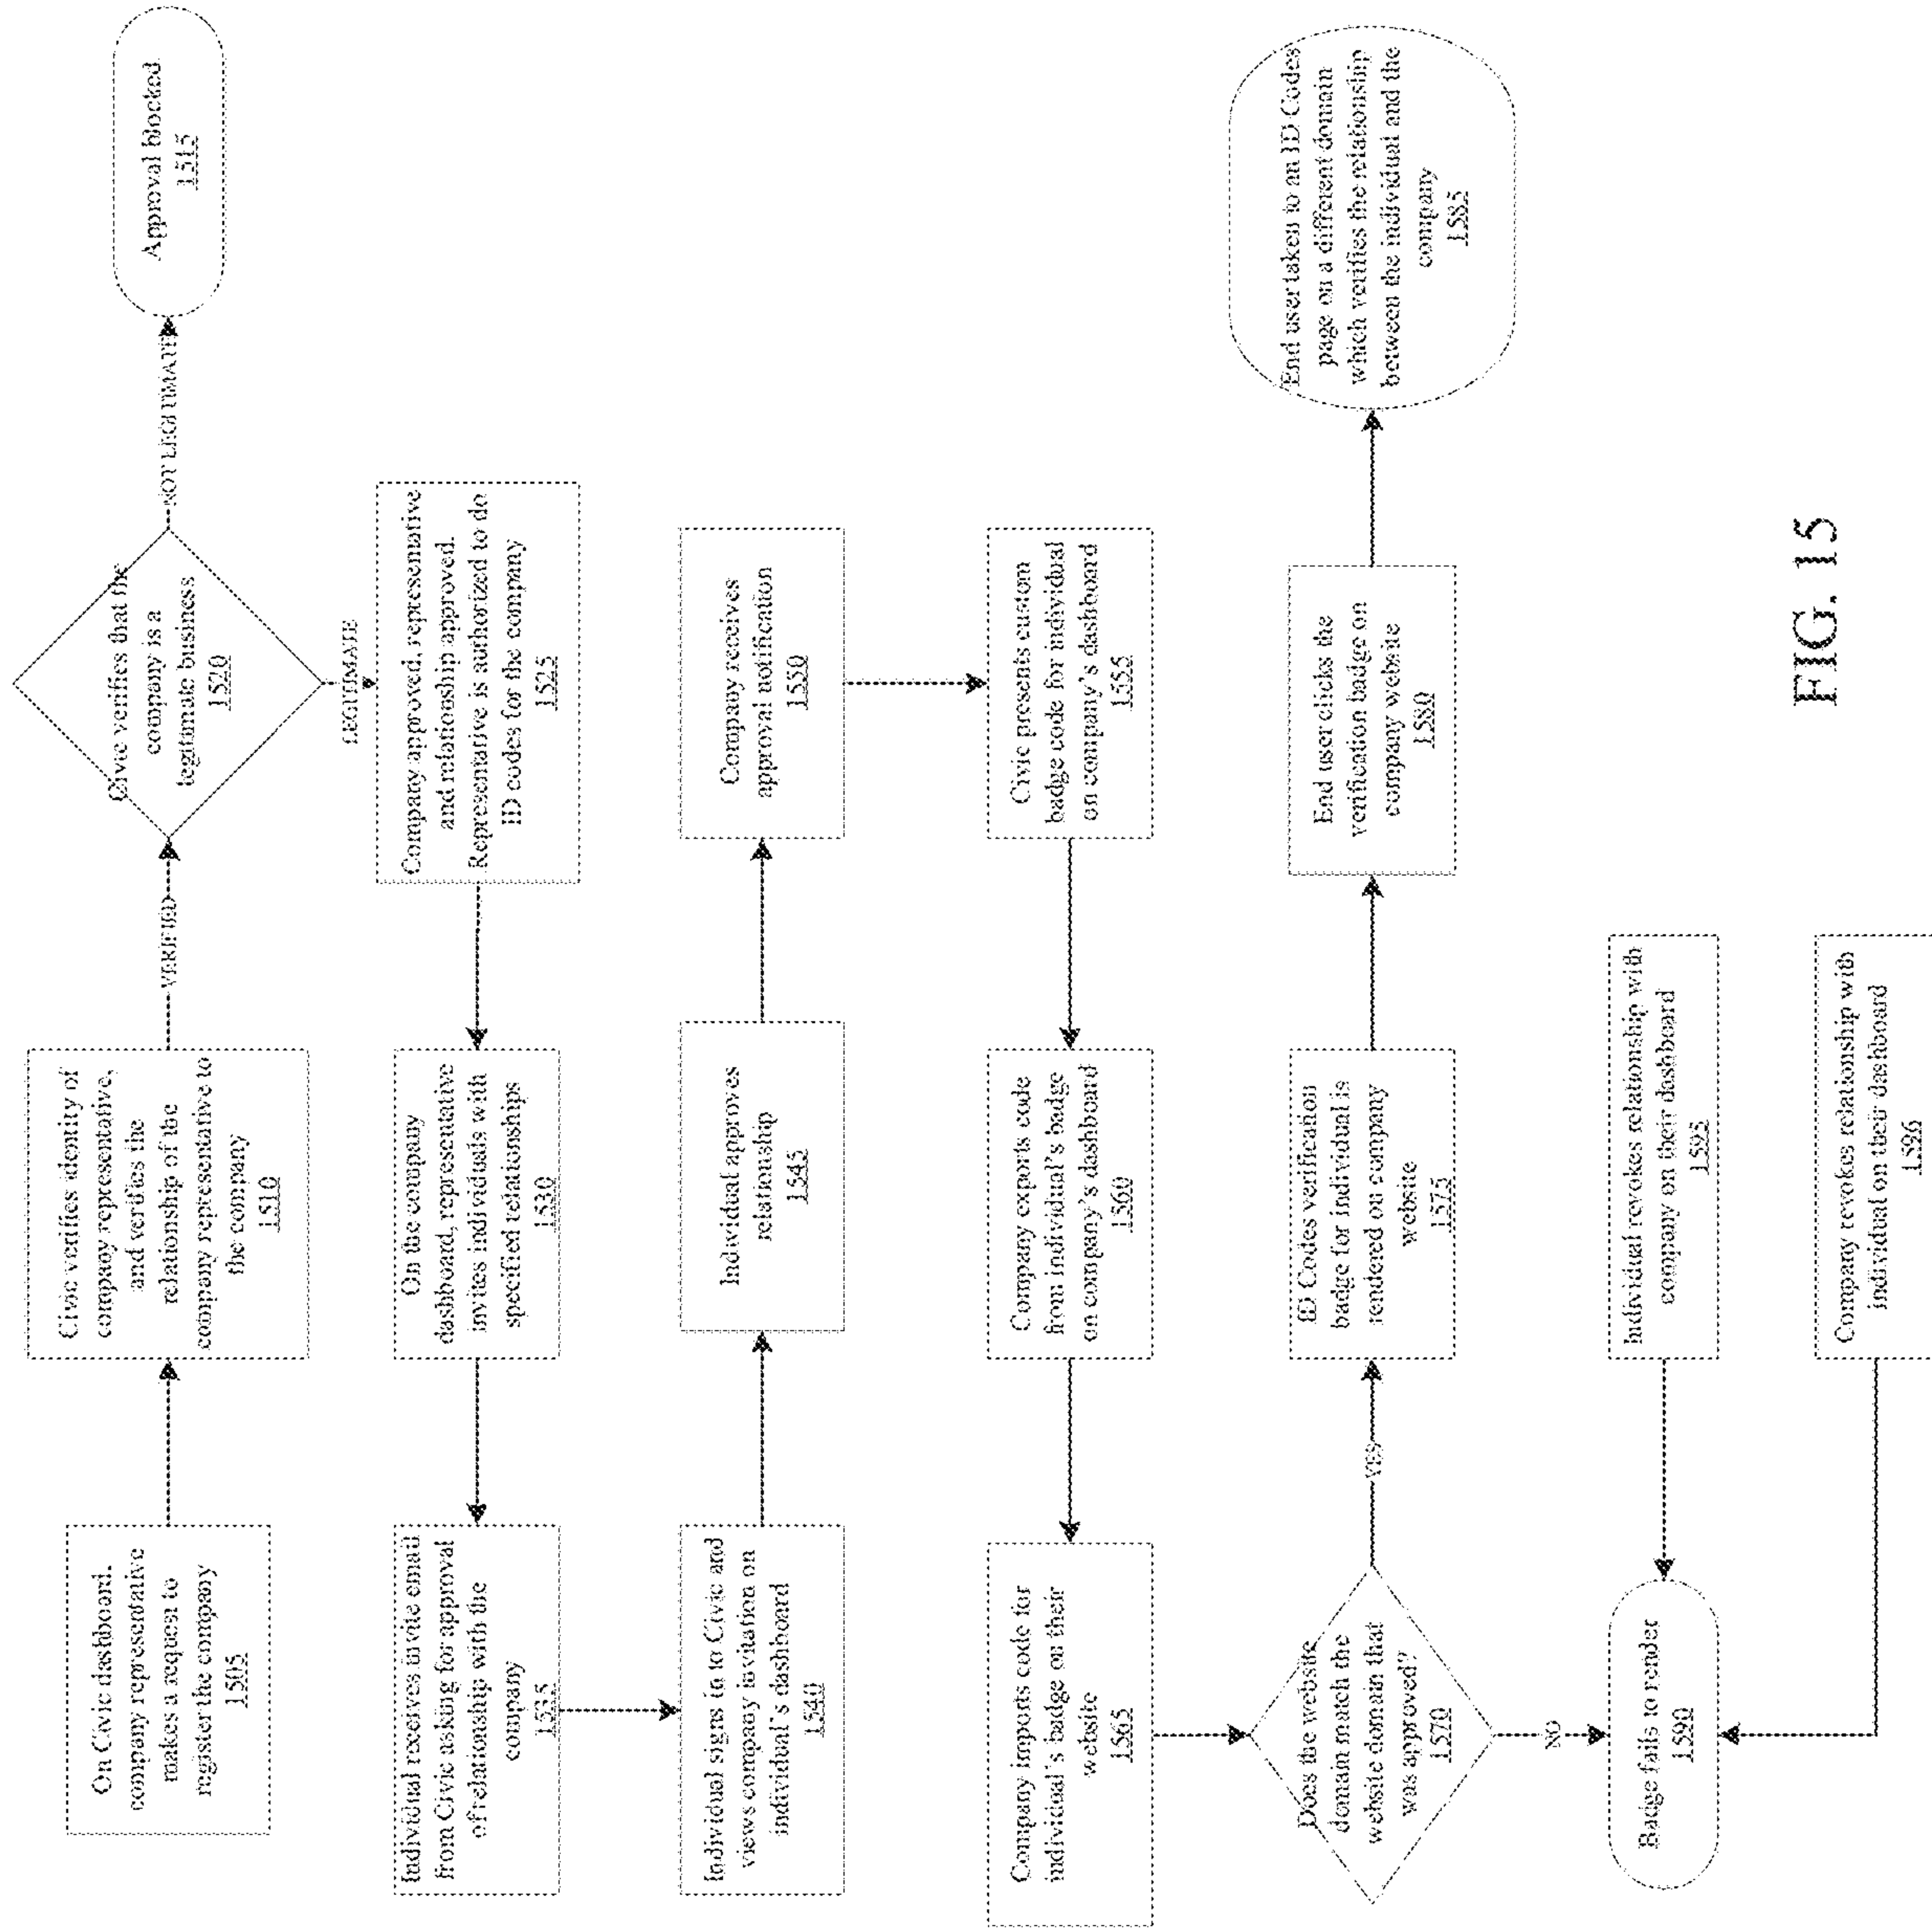 On Civic dashboard,
company representative
makes a request to
register the company
1505
Civic verifies identity of
company representative,
and verifies the
relationship of the
company representative to
the company
1510
VERIFIED
Civic verifies that the
company is a
legitimate business
1520
NOT LEGITIMATE
Approval blocked
1515
LEGITIMATE
Company approved, representative
and relationship approved.
Representative is authorized to do
ID codes for the company
1525
On the company
dashboard, representative
invites individuals with
specified relationships
1530
Individual receives invite email
from Civic asking for approval
of relationship with the
company
1535
Individual signs in to Civic and
views company invitation on
individual's dashboard
1540
Individual approves
relationship
1545
Company receives
approval notification
1550
Civic presents custom
badge code for individual
on company's dashboard
1555
Company exports code
from individual's badge
on company's dashboard
1560
Company imports code for
individual's badge on their
website
1565
Does the website
domain match the
website domain that
was approved?
1570
YES
ID Codes verification
badge for individual is
rendered on company
website
1575
End user clicks the
verification badge on
company website
1580
End user taken to an ID Codes
page on a different domain
which verifies the relationship
between the individual and the
company
1585
NO
Badge fails to render
1590
Individual revokes relationship with
company on their dashboard
1595
Company revokes relationship with
individual on their dashboard
1596
FIG. 15